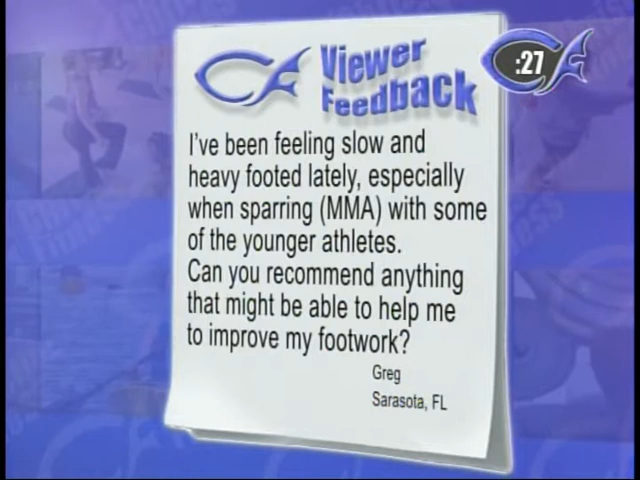 Viewer
Feedback
:27
I've been feeling slow and
heavy footed lately, especially
when sparring (MMA) with some
of the younger athletes.
Can you recommend anything
that might be able to help me
to improve my footwork?
Greg
Sarasota, FL